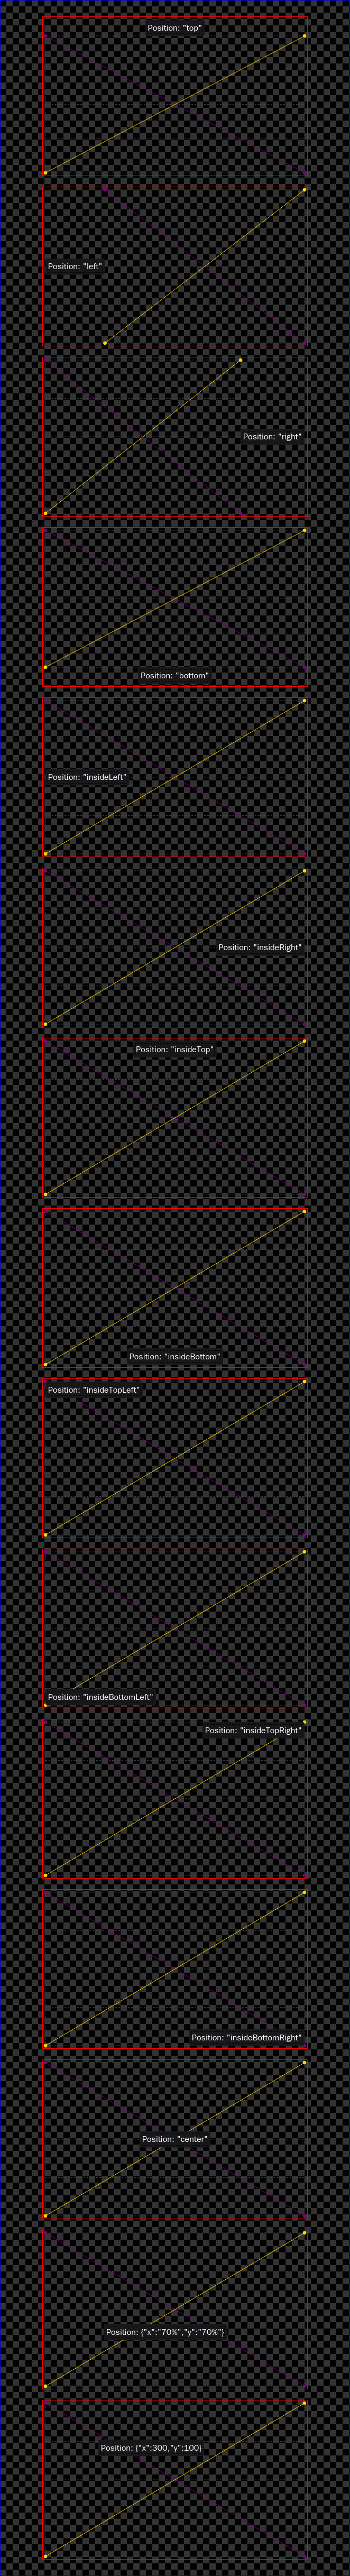 Position: "top"
Position: "left"
Position: "right"
Position: "bottom"
Position: "insideLeft"
Position: "insideRight"
Position: "insideTop"
Position: "insideBottom"
Position: "insideTopLeft"
Position: "insideBottomLeft"
Position: "insideTopRight"
Position: "insideBottomRight"
Position: "center"
Position: {"x":"70%","y":"70%"}
Position: {"x":300,"y":100}